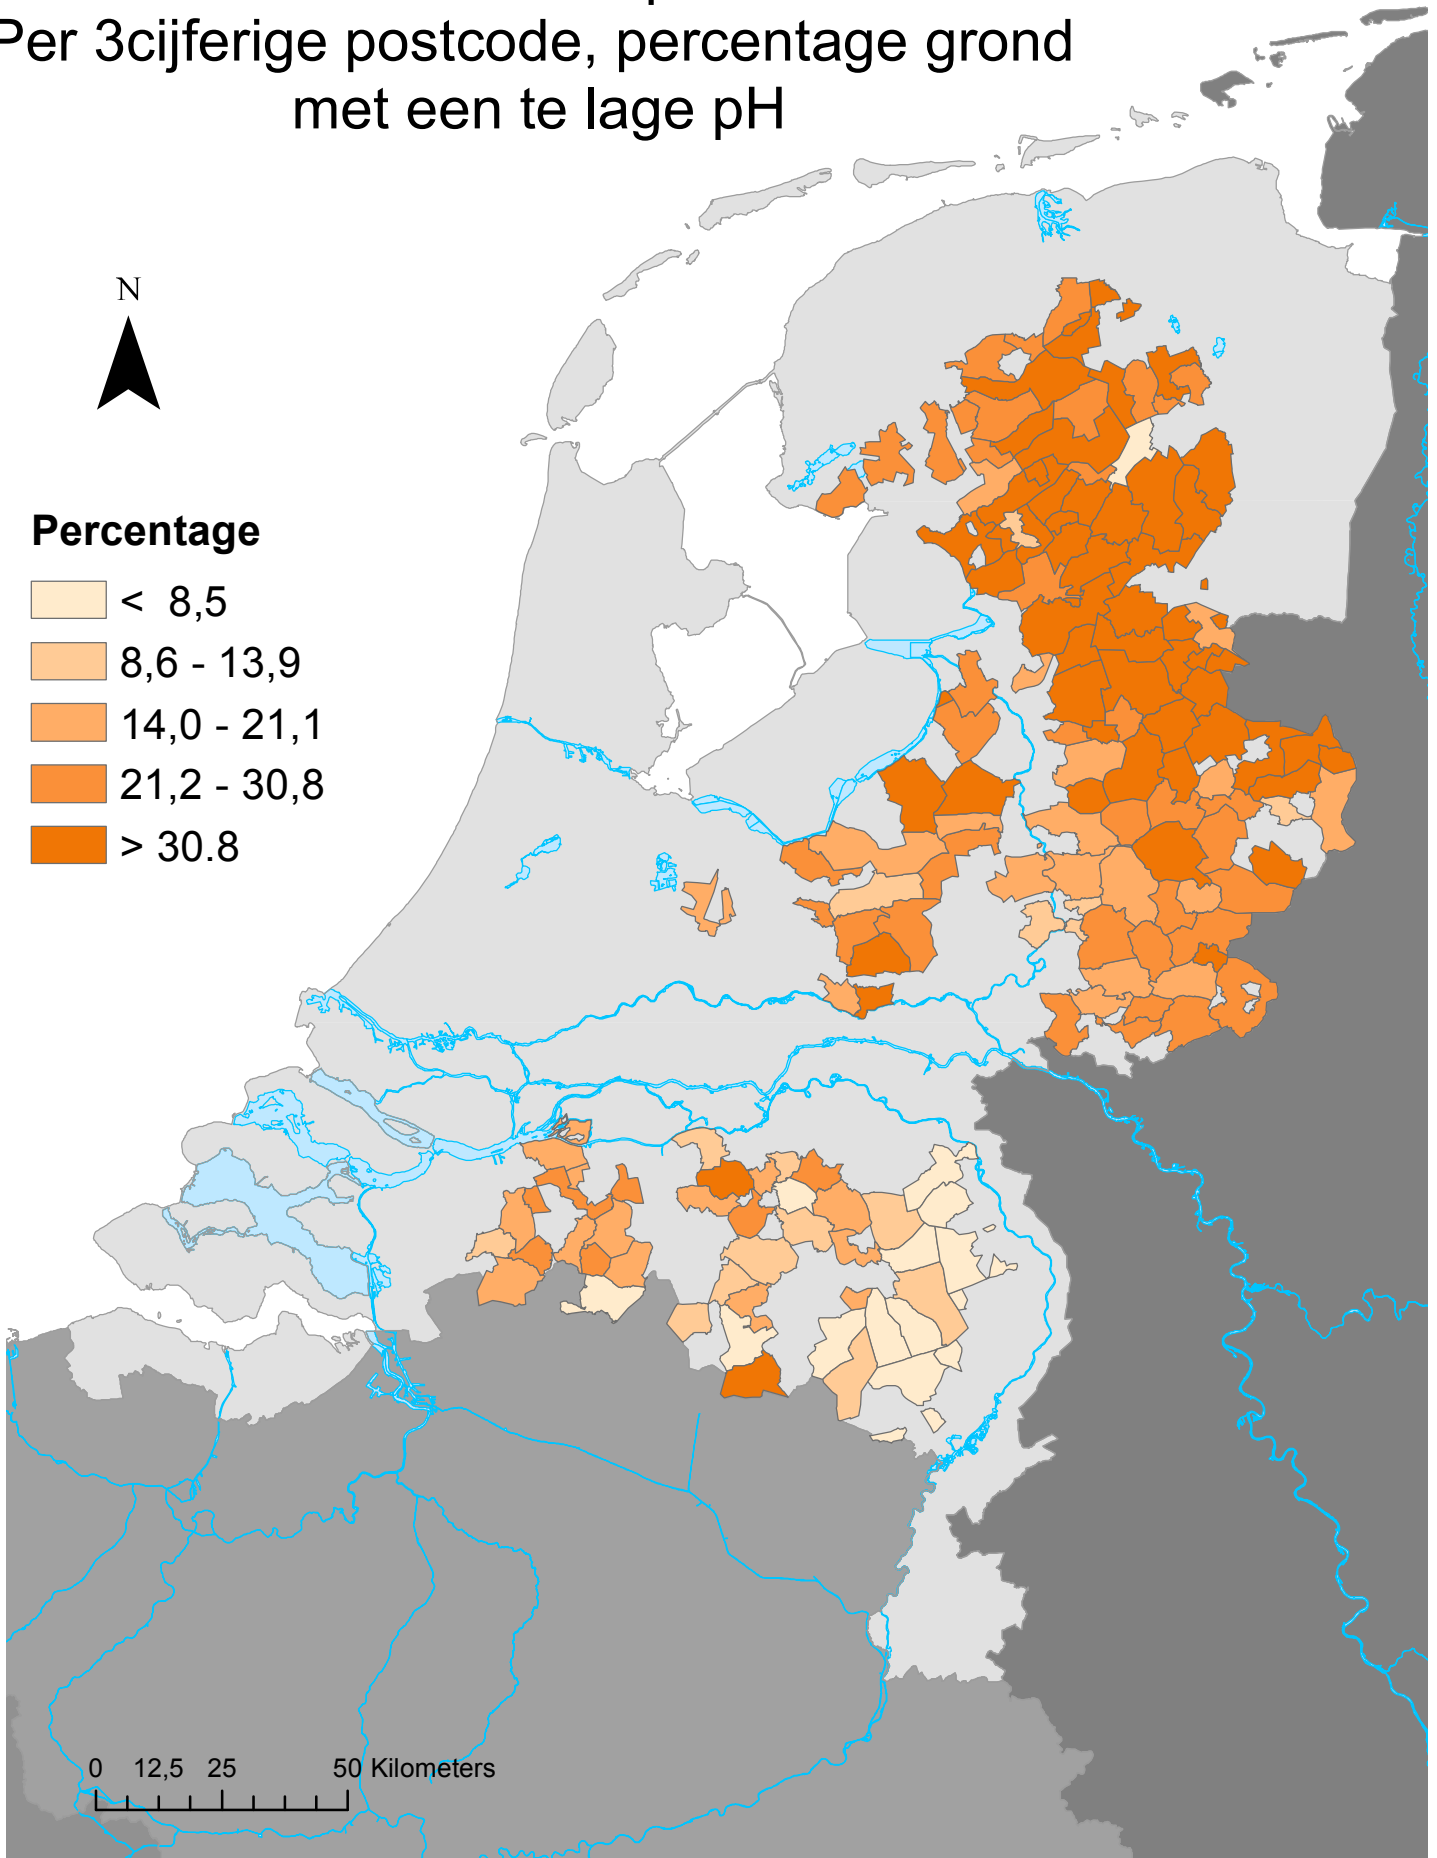 Per 3cijferige postcode, percentage grond
met een te lage pH
N
Percentage
< 8,5
8,6 - 13,9
14,0 - 21,1
21,2 - 30,8
> 30.8
0 12,5 25 50 Kilometers